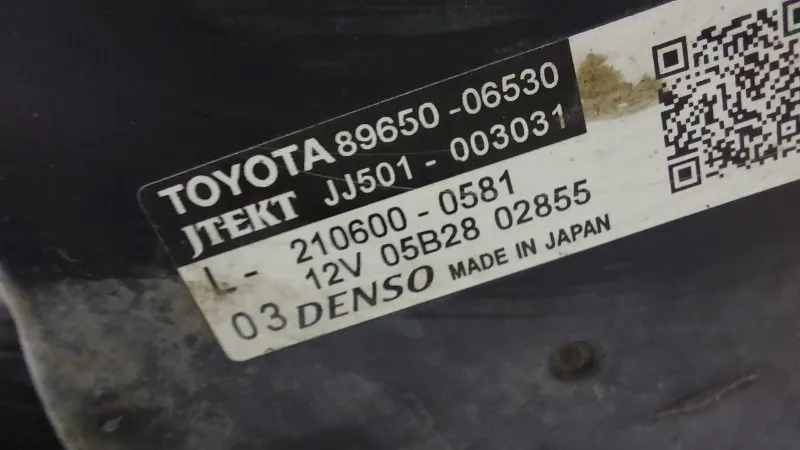 TOYOTA 89650-06530
JTEKT JJ501-003031
L- 210600-0581
12V 05B28 02855
03 DENSO MADE IN JAPAN